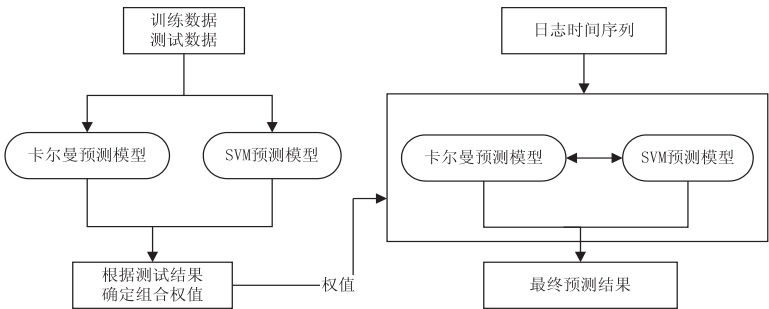 训练数据
测试数据
卡尔曼预测模型
SVM预测模型
根据测试结果
确定组合权值
权值
日志时间序列
卡尔曼预测模型
SVM预测模型
最终预测结果